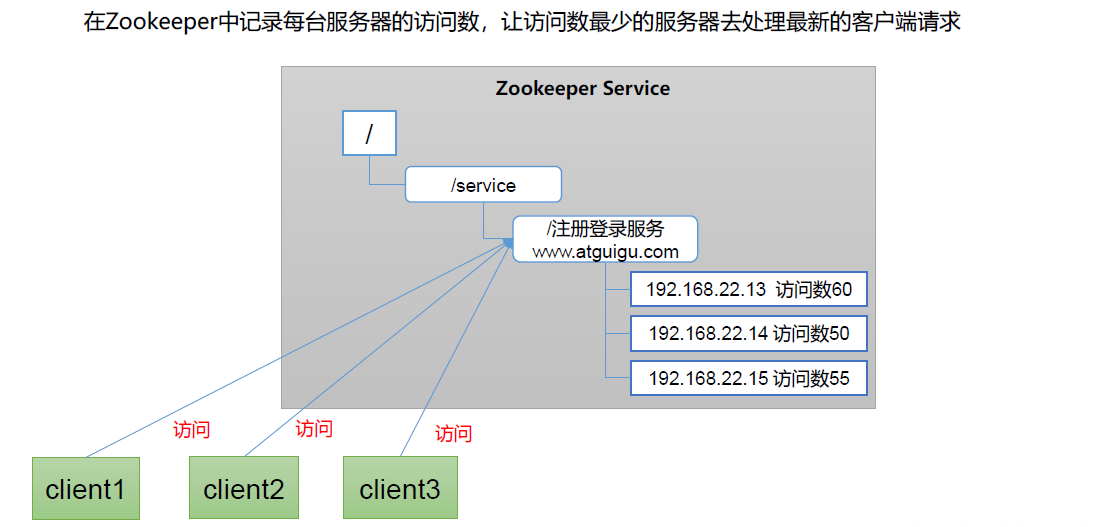 在Zookeeper中记录每台服务器的访问数，让访问数最少的服务器去处理最新的客户端请求
Zookeeper Service
/
/service
/注册登录服务
www.atguigu.com
192.168.22.13 访问数60
192.168.22.14 访问数50
192.168.22.15 访问数55
访问
访问
访问
client1
client2
client3